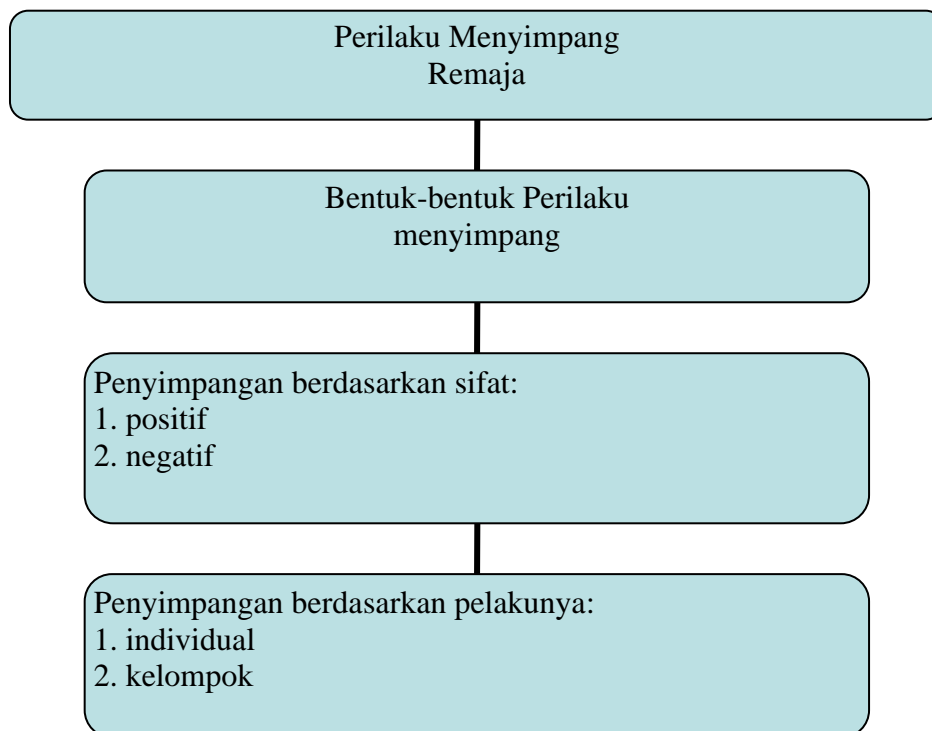 Perilaku Menyimpang
Remaja
Bentuk-bentuk Perilaku
menyimpang
Penyimpangan berdasarkan sifat:
1. positif
2. negatif
Penyimpangan berdasarkan pelakunya:
1. individual
2. kelompok